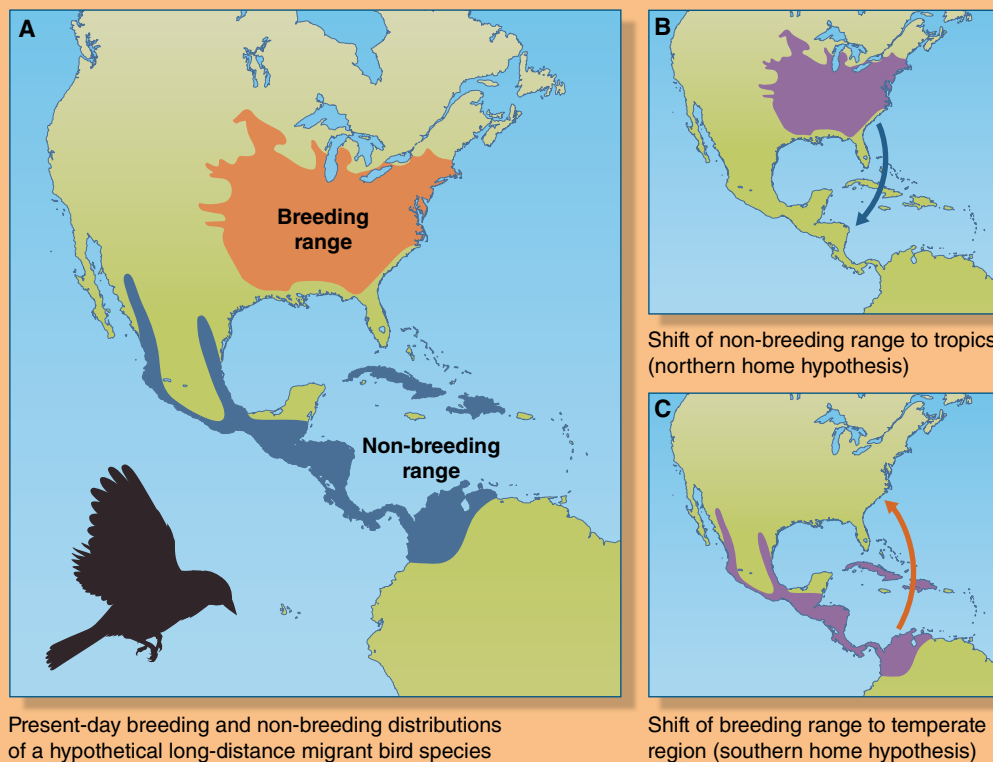 A
Breeding
range
Non-breeding
range
Present-day breeding and non-breeding distributions
of a hypothetical long-distance migrant bird species
B
Shift of non-breeding range to tropics
(northern home hypothesis)
C
Shift of breeding range to temperate
region (southern home hypothesis)